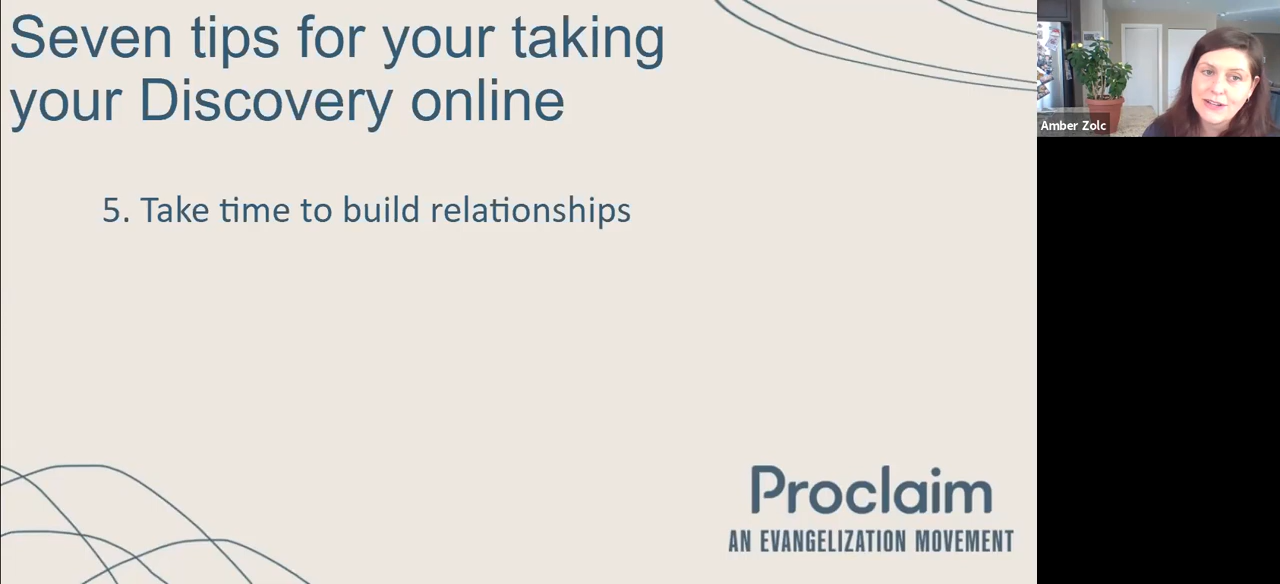 Seven tips for your taking
your Discovery online
5. Take time to build relationships
Proclaim
AN EVANGELIZATION MOVEMENT
Amber Zolc